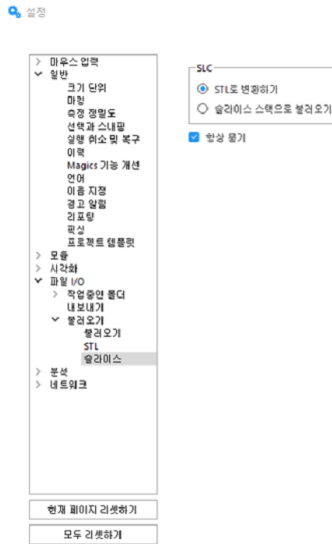 설정
마우스 입력
일반
크기 단위
마킹
측정 정밀도
선택과 스내핑
실행 취소 및 복구
이력
Magics 기능 개선
언어
이름 지정
경고 알림
리포팅
픽싱
프로젝트 템플릿
모듈
시각화
파일 I/O
작업중인 폴더
내보내기
불러오기
불러오기
STL
슬라이스
분석
네트워크
현재 페이지 리셋하기
모두 리셋하기
SLC
STL로 변환하기
슬라이스 스택으로 불러오기
항상 묻기